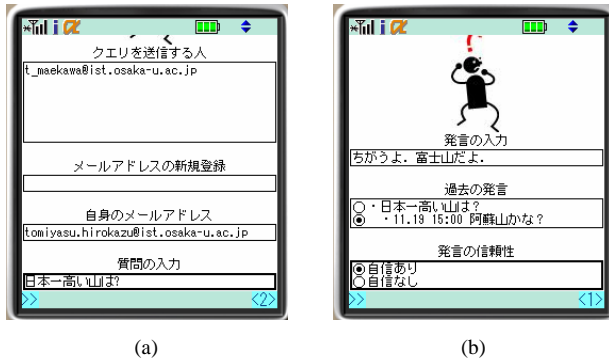 クエリを送信する人
t_maekawa@ist.osaka-u.ac.jp
メールアドレスの新規登録
自身のメールアドレス
tomiyasu.hirokazu@ist.osaka-u.ac.jp
質問の入力
日本一高い山は?
>> <2>
(a)
!
発言の入力
ちがうよ. 富士山だよ.
過去の発言
○・日本一高い山は？
◉ ・11.19 15:00 阿蘇山かな？
発言の信頼性
◉自信あり
○自信なし
>> <1>
(b)